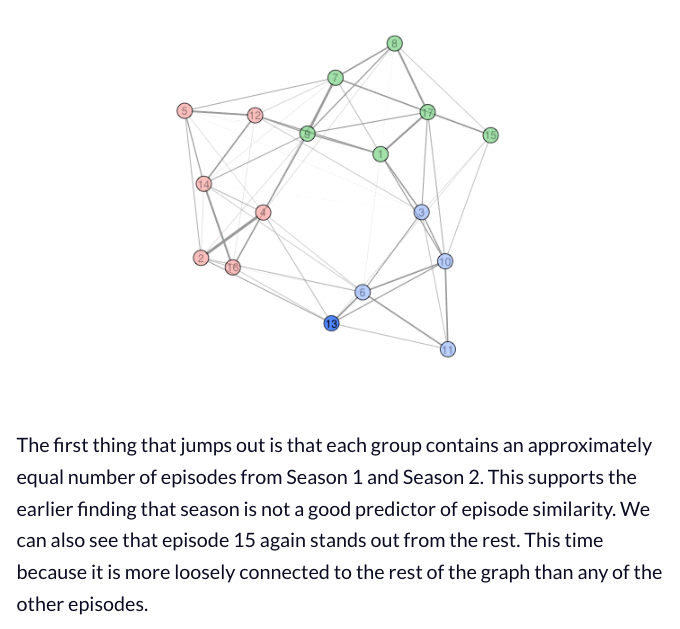 8
7
5
12
17
9
15
1
14
4
3
2
16
10
6
13
11
The first thing that jumps out is that each group contains an approximately
equal number of episodes from Season 1 and Season 2. This supports the
earlier finding that season is not a good predictor of episode similarity. We
can also see that episode 15 again stands out from the rest. This time
because it is more loosely connected to the rest of the graph than any of the
other episodes.